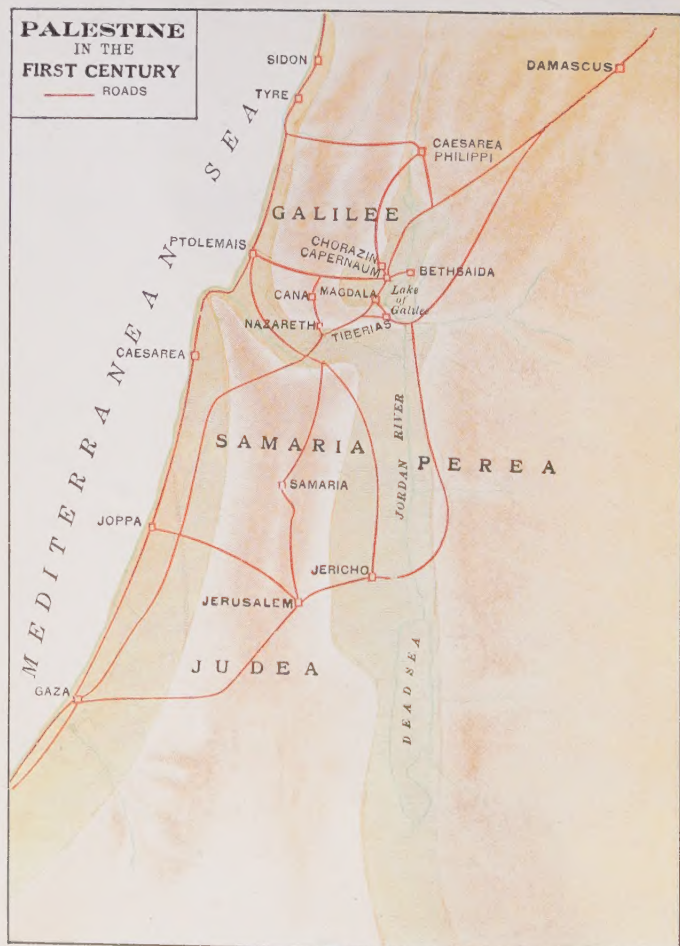 PALESTINE
IN THE
FIRST CENTURY
ROADS
SIDON
TYRE
DAMASCUS
CAESAREA
PHILIPPI
MEDITERRANEAN SEA
GALILEE
PTOLEMAIS
CHORAZIN
CAPERNAUM
BETHSAIDA
CANA
MAGDALA
Lake
of
Galilee
NAZARETH
TIBERIAS
CAESAREA
SAMARIA
PEREA
JORDAN RIVER
SAMARIA
JOPPA
JERICHO
JERUSALEM
JUDEA
DEAD SEA
GAZA